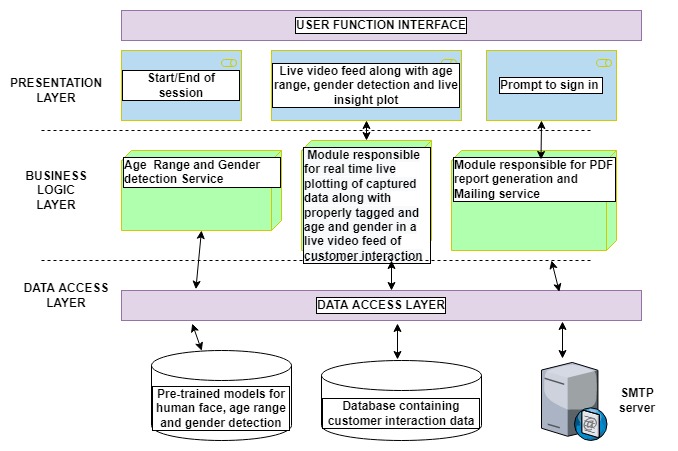 USER FUNCTION INTERFACE
PRESENTATION
LAYER
Start/End of
session
Live video feed along with age
range, gender detection and live
insight plot
Prompt to sign in
BUSINESS
LOGIC
LAYER
Age Range and Gender
detection Service
Module responsible
for real time live
plotting of captured
data along with
properly tagged and
age and gender in a
live video feed of
customer interaction
Module responsible for PDF
report generation and
Mailing service
DATA ACCESS
LAYER
DATA ACCESS LAYER
Pre-trained models for
human face, age range
and gender detection
Database containing
customer interaction data
SMTP
server